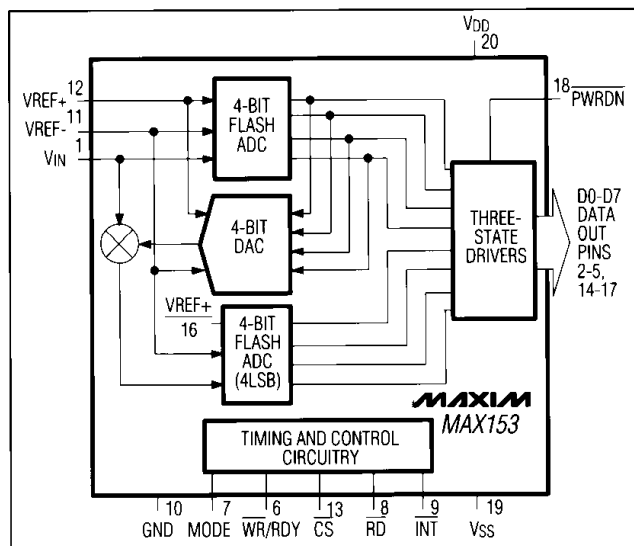 VDD
20
12
VREF+
11
VREF-
1
VIN
4-BIT
FLASH
ADC
18
PWRDN
4-BIT
DAC
THREE-
STATE
DRIVERS
D0-D7
DATA
OUT
PINS
2-5,
14-17
VREF+
16
4-BIT
FLASH
ADC
(4LSB)
MAXIM
MAX153
TIMING AND CONTROL
CIRCUITRY
10 7 6 13 8 9 19
GND MODE WR/RDY CS RD INT VSS